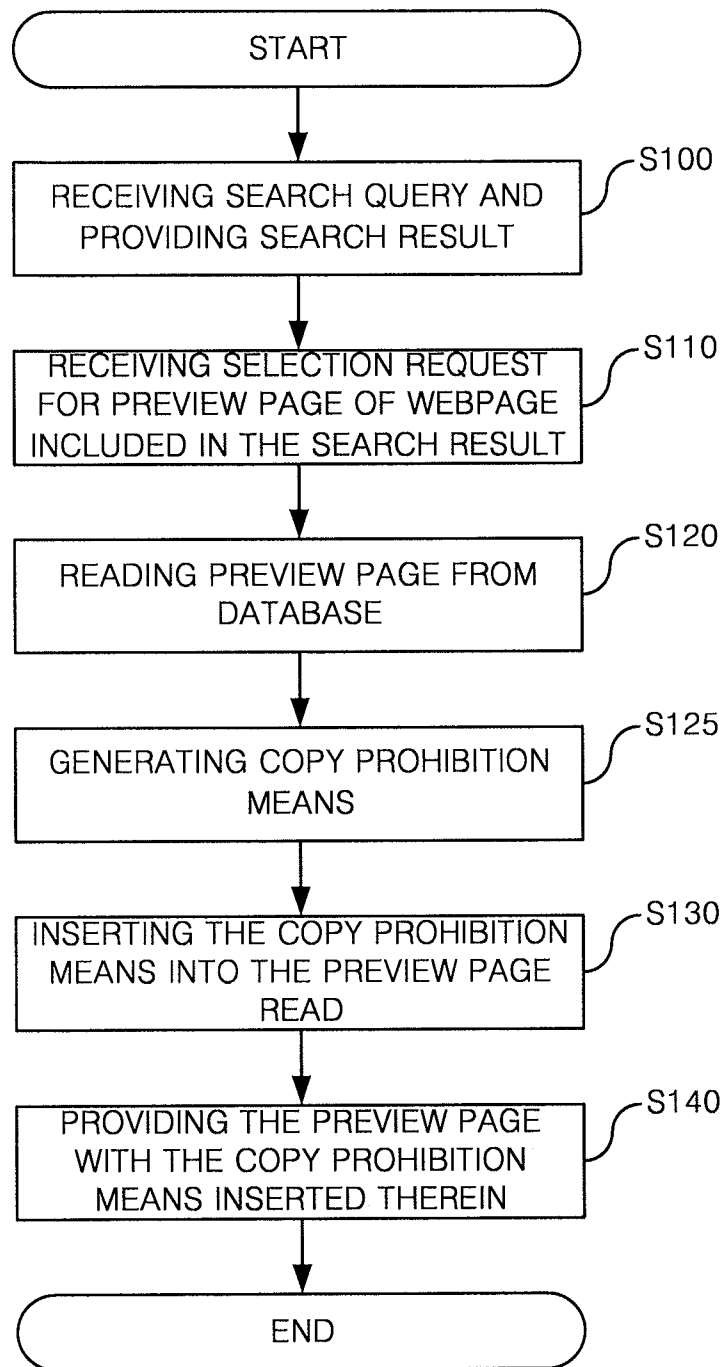 START
S100
RECEIVING SEARCH QUERY AND
PROVIDING SEARCH RESULT
S110
RECEIVING SELECTION REQUEST
FOR PREVIEW PAGE OF WEBPAGE
INCLUDED IN THE SEARCH RESULT
S120
READING PREVIEW PAGE FROM
DATABASE
S125
GENERATING COPY PROHIBITION
MEANS
S130
INSERTING THE COPY PROHIBITION
MEANS INTO THE PREVIEW PAGE
READ
S140
PROVIDING THE PREVIEW PAGE
WITH THE COPY PROHIBITION
MEANS INSERTED THEREIN
END